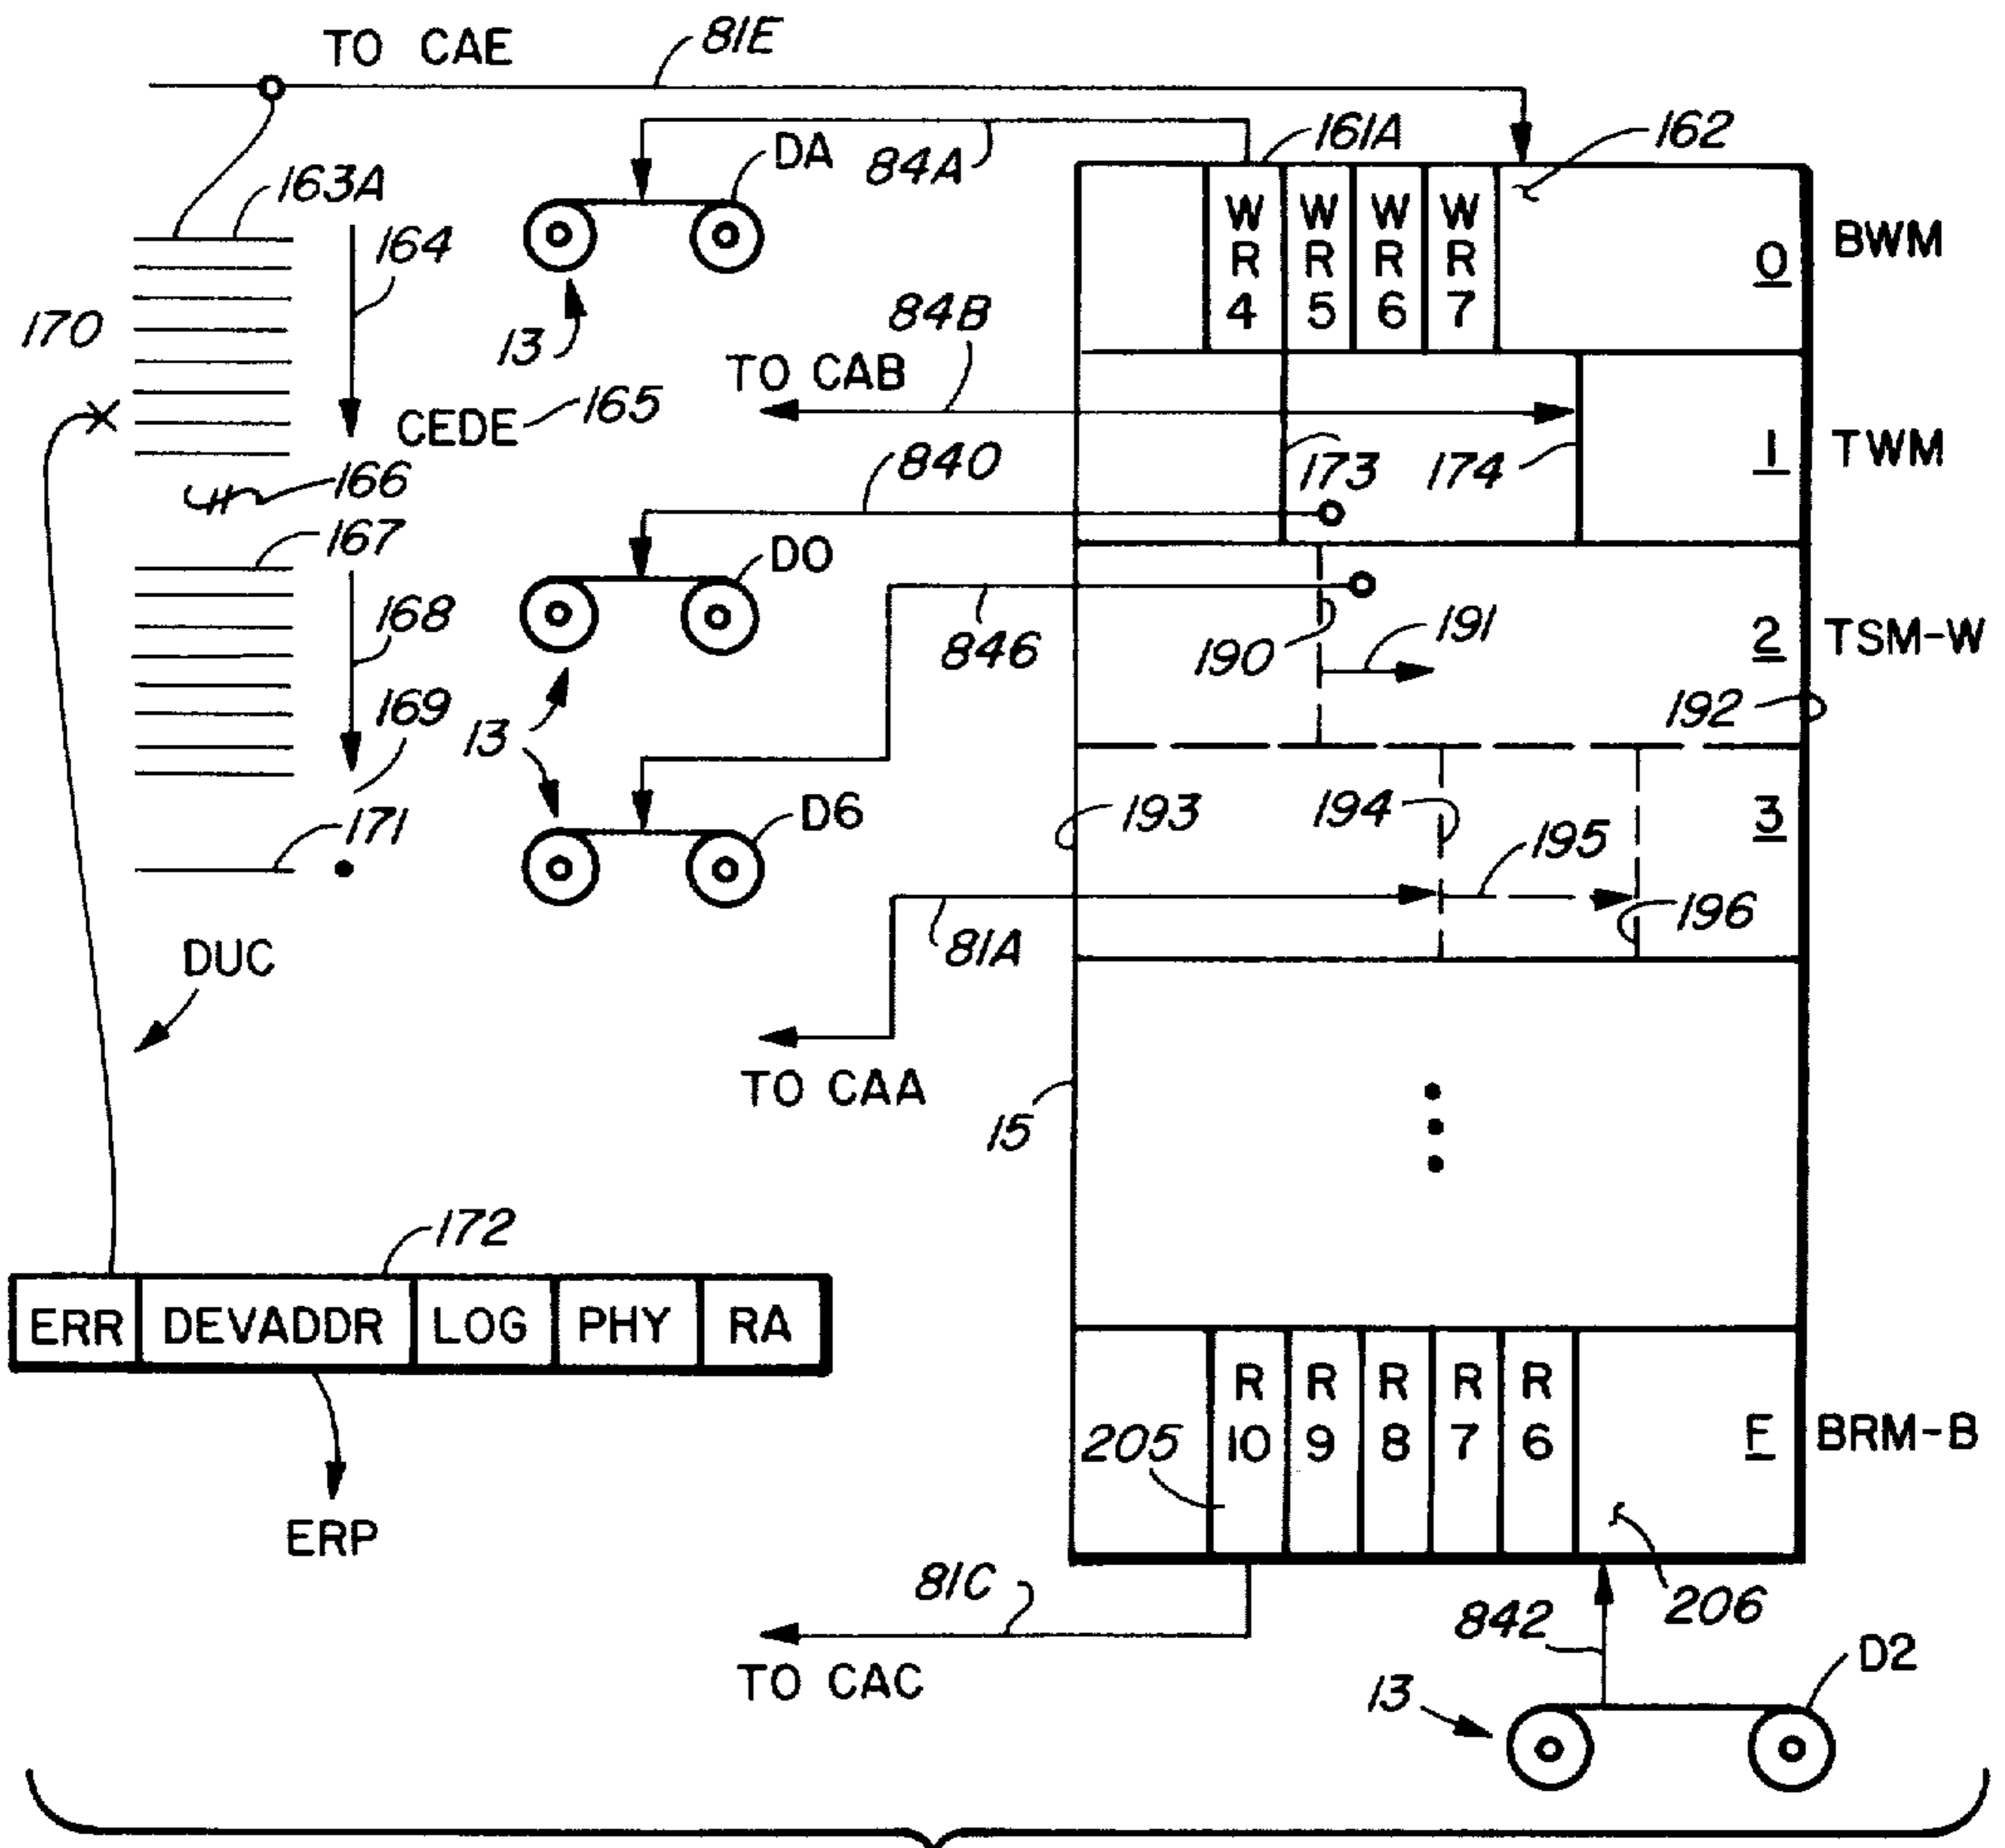 TO CAE
81E
84A
161A
162
DA
163A
164
170
13
W
R
4
W
R
5
W
R
6
W
R
7
0
BWM
84B
TO CAB
CEDE
165
166
840
173
174
1
TWM
167
168
169
171
D0
13
846
190
191
2
TSM-W
192
D6
193
194
195
196
3
81A
DUC
TO CAA
15
172
ERR
DEVADDR
LOG
PHY
RA
ERP
205
R
10
R
9
R
8
R
7
R
6
F
BRM-B
206
81C
TO CAC
842
D2
13